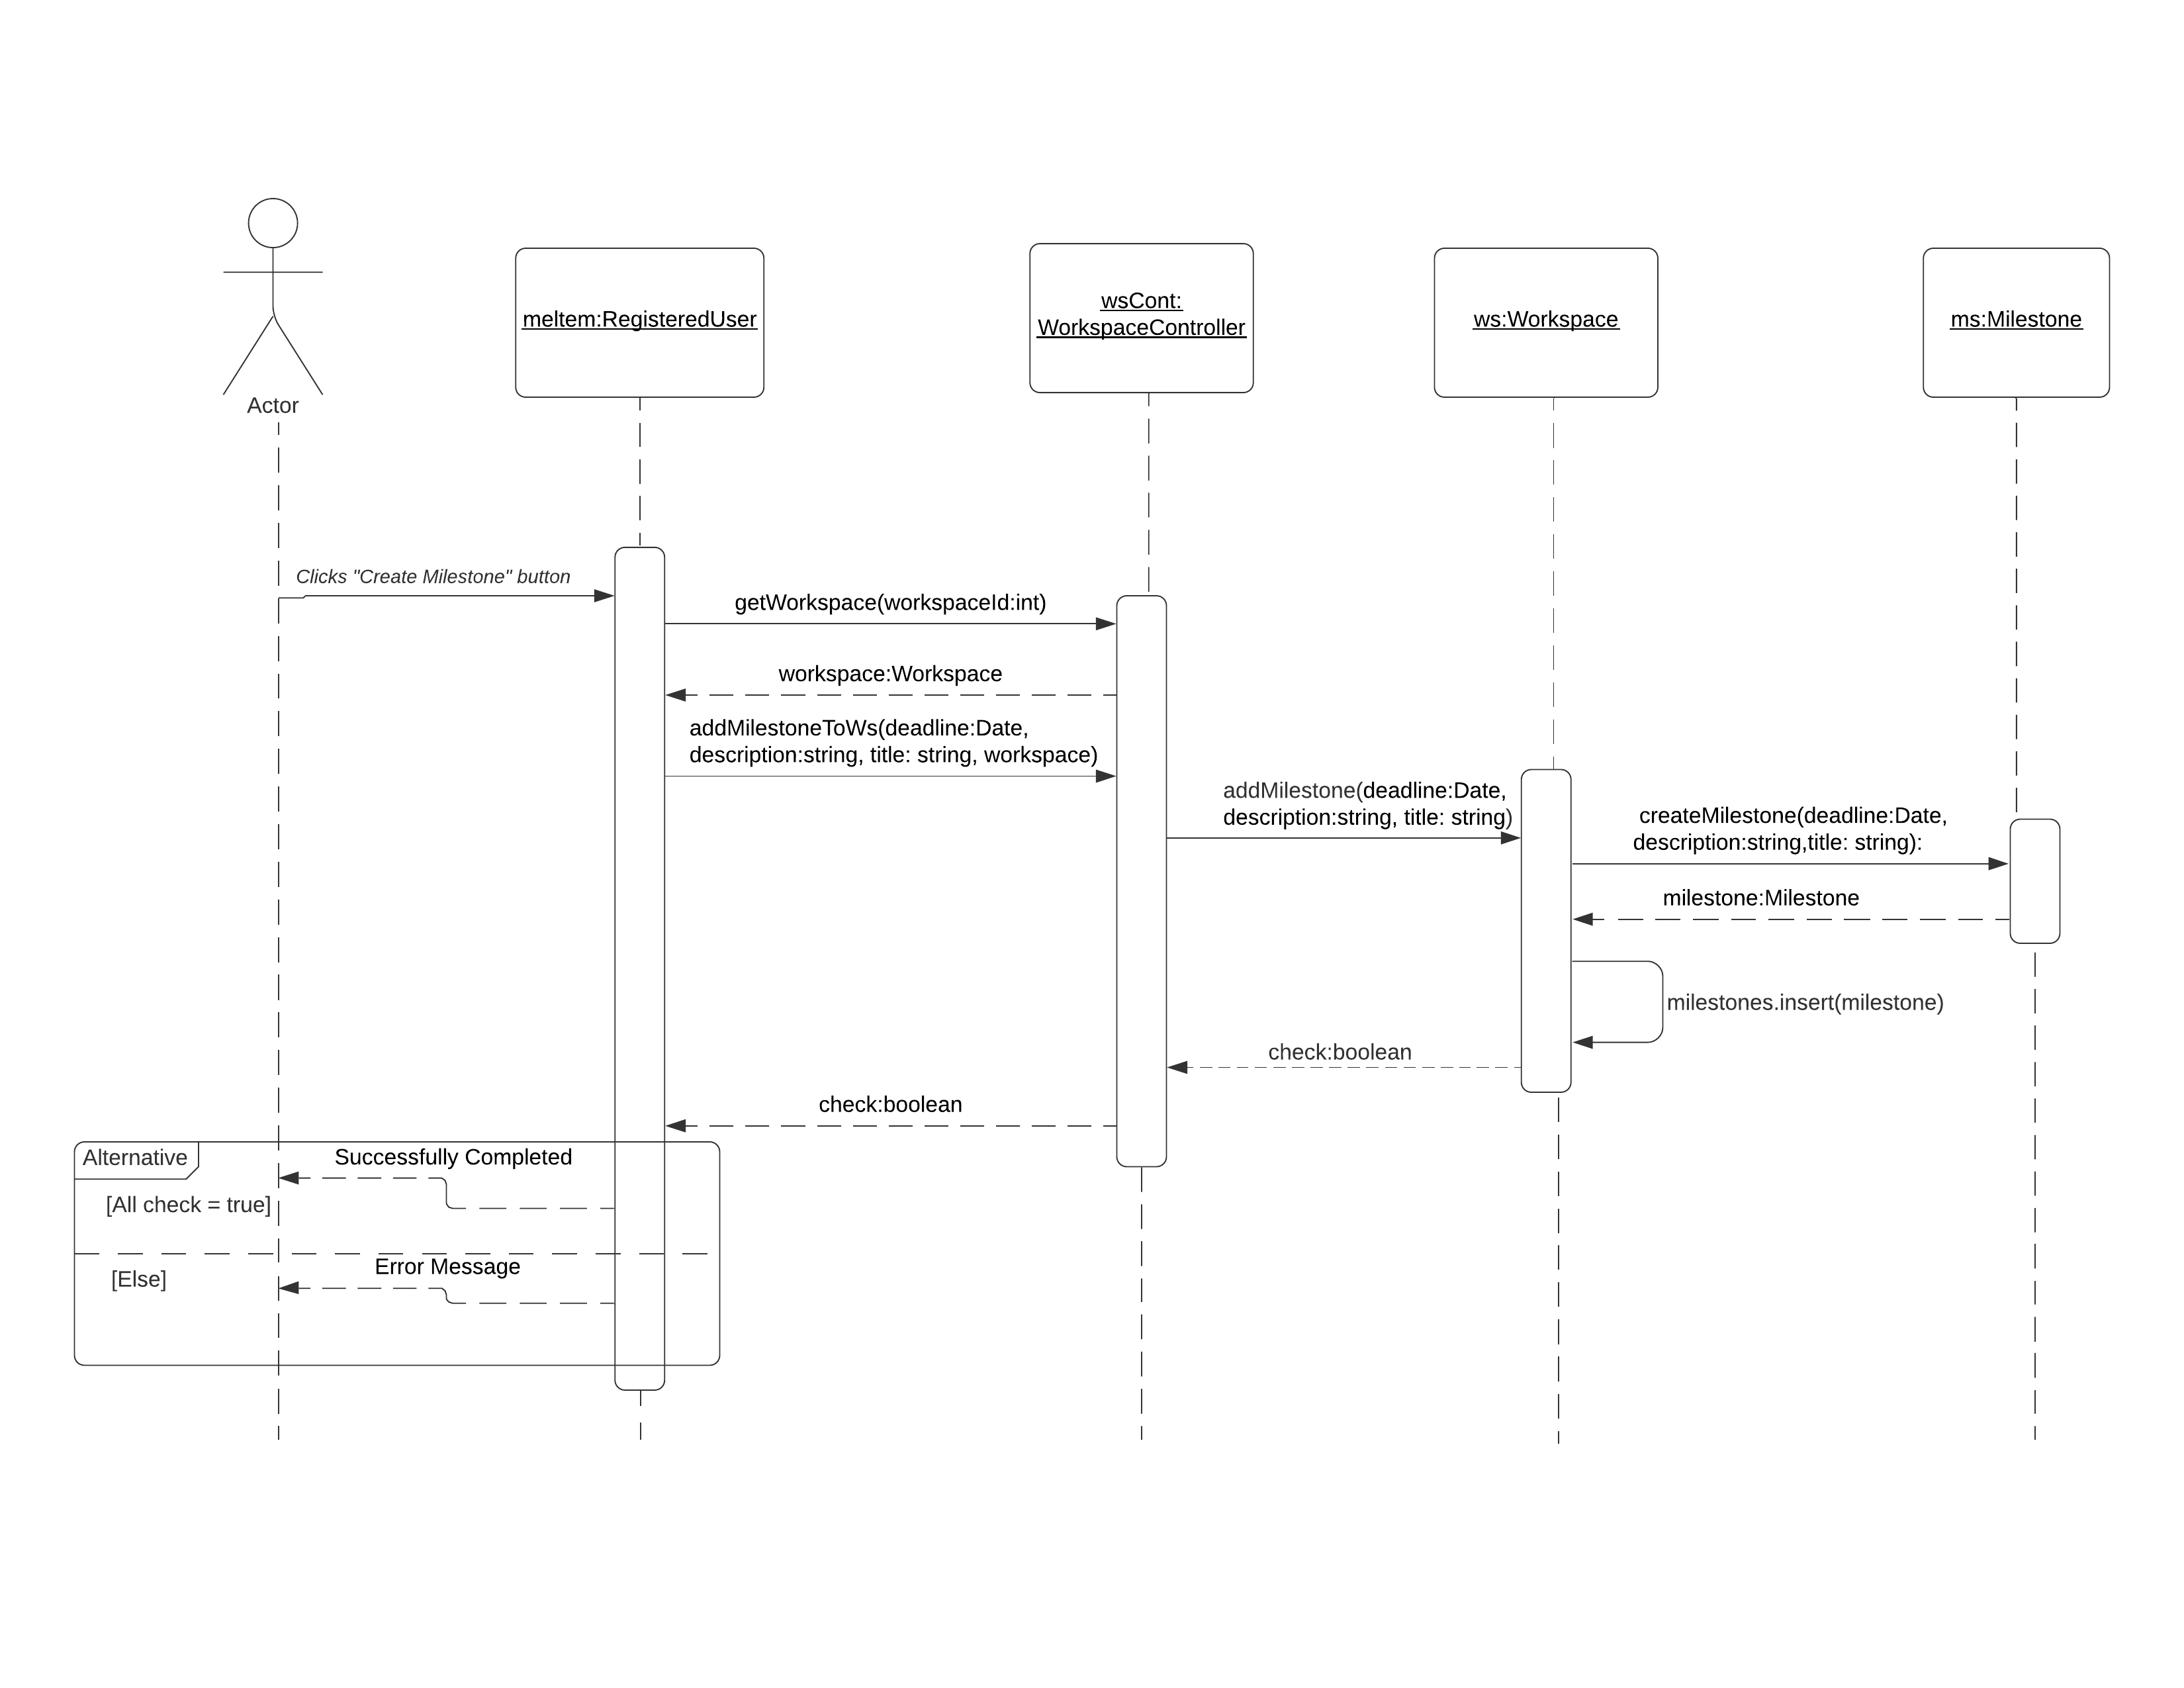 Actor
meltem:RegisteredUser
wsCont:
WorkspaceController
ws:Workspace
ms:Milestone
Clicks "Create Milestone" button
getWorkspace(workspaceId:int)
workspace:Workspace
addMilestoneToWs(deadline:Date,
description:string, title: string, workspace)
addMilestone(deadline:Date,
description:string, title: string)
createMilestone(deadline:Date,
description:string,title: string):
milestone:Milestone
milestones.insert(milestone)
check:boolean
check:boolean
Alternative
Successfully Completed
[All check = true]
Error Message
[Else]